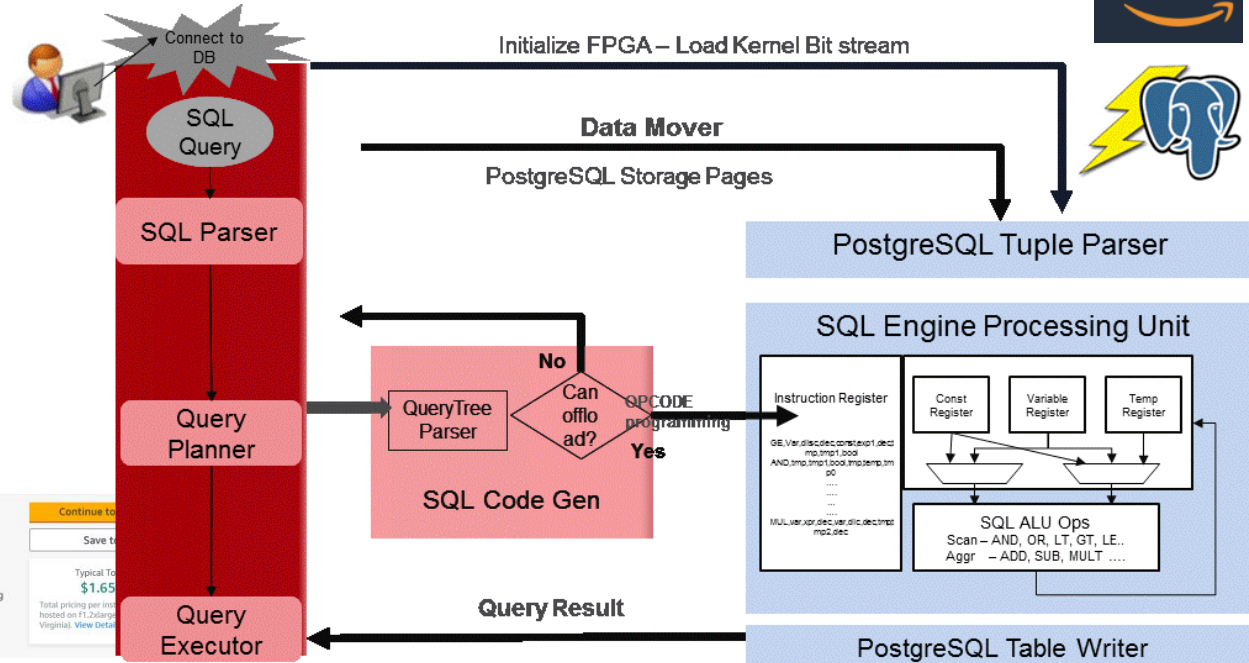 Connect to
DB
Initialize FPGA – Load Kernel Bit stream
SQL
Query
Data Mover
PostgreSQL Storage Pages
SQL Parser
PostgreSQL Tuple Parser
SQL Engine Processing Unit
No
QueryTree
Parser
Can
offlo
ad?
OPCODE
programming
Yes
SQL Code Gen
Query
Planner
Instruction Register
GE,Var,disc,dec,const,exp1,dec,t
mp,tmp1,bool
AND,tmp,tmp1,bool,tmp,temp,tm
p0
....
...
....
MUL,var,xpr,dec,var,dic,dec,tmp,t
mp2,dec
Const
Register
Variable
Register
Temp
Register
SQL ALU Ops
Scan – AND, OR, LT, GT, LE..
Aggr – ADD, SUB, MULT ....
Continue to
Save to
Typical To
$1.65
Total pricing per inst
hosted on f1.2xlarge
Virginia). View Detai
g
Query
Executor
Query Result
PostgreSQL Table Writer